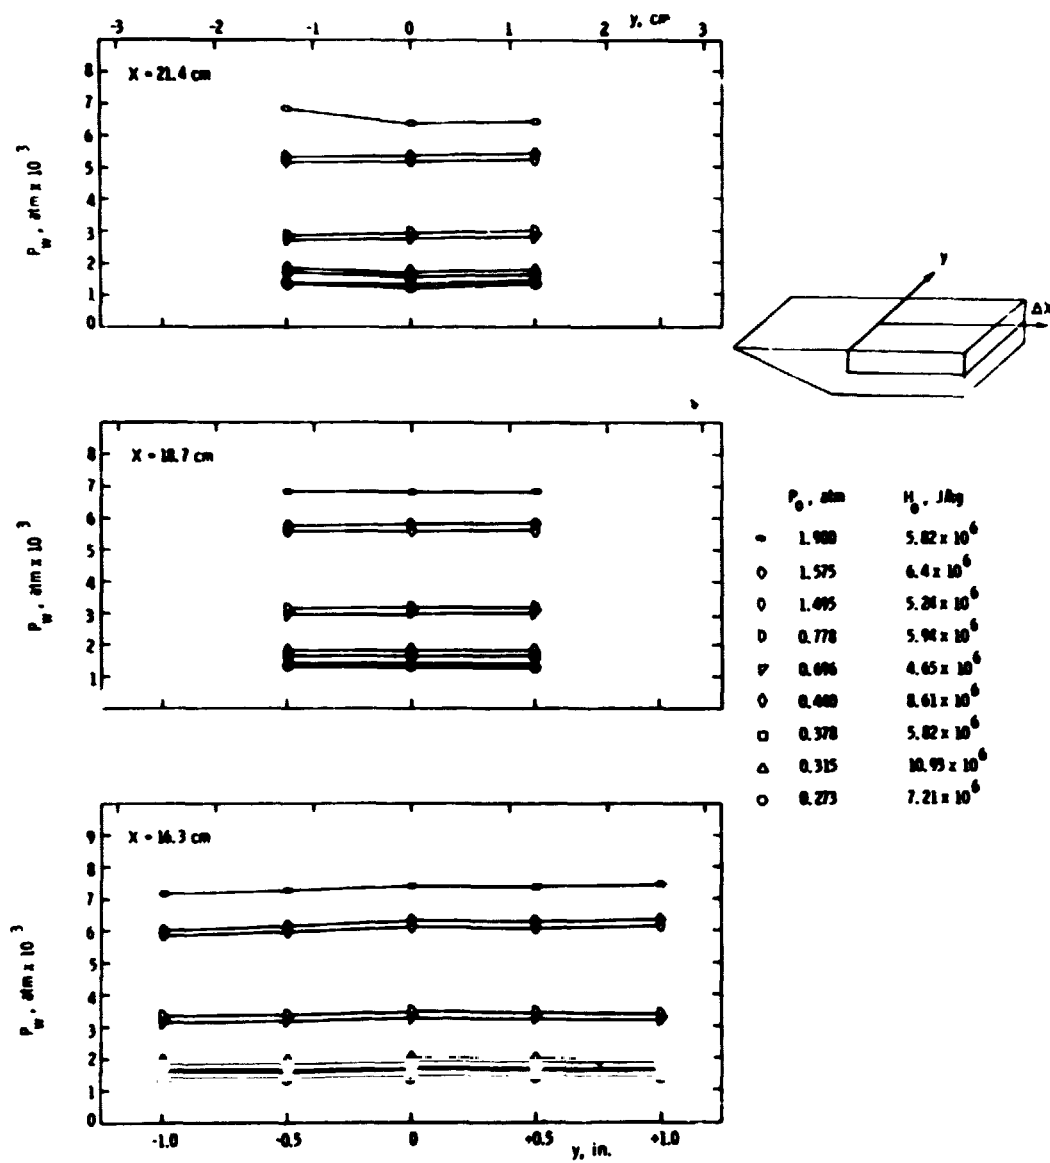 -3 -1 0 1 2 3
y, cm
X = 21.4 cm
8
7
6
5
4
3
2
1
0
P_w, atm x 10^3
y
Δ X
X = 18.7 cm
8
7
6
5
4
3
2
1
P_w, atm x 10^3
P_0, atm H_0, J/kg
1.900 5.82 x 10^6
1.575 6.4 x 10^6
1.495 5.24 x 10^6
0.778 5.94 x 10^6
0.696 4.65 x 10^6
0.440 8.61 x 10^6
0.378 5.82 x 10^6
0.315 10.93 x 10^6
0.273 7.21 x 10^6
X = 16.3 cm
9
8
7
6
5
4
3
2
1
0
P_w, atm x 10^3
-1.0 -0.5 0 +0.5 +1.0
y, in.